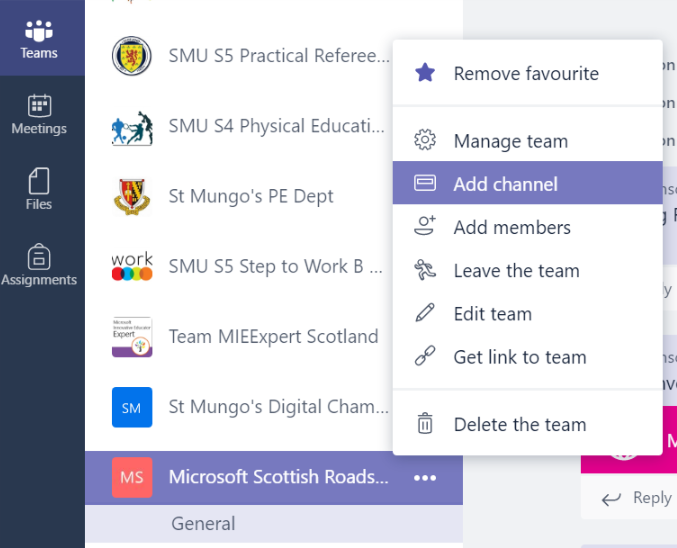 Teams
Meetings
Files
Assignments
SMU S5 Practical Referee...
SMU S4 Physical Educati...
St Mungo's PE Dept
work
SMU S5 Step to Work B ...
Microsoft
Innovative Educator
Expert
Team MIEExpert Scotland
SM
St Mungo's Digital Cham...
MS
Microsoft Scottish Roads...
General
Remove favourite
Manage team
Add channel
Add members
Leave the team
Edit team
Get link to team
Delete the team
Reply